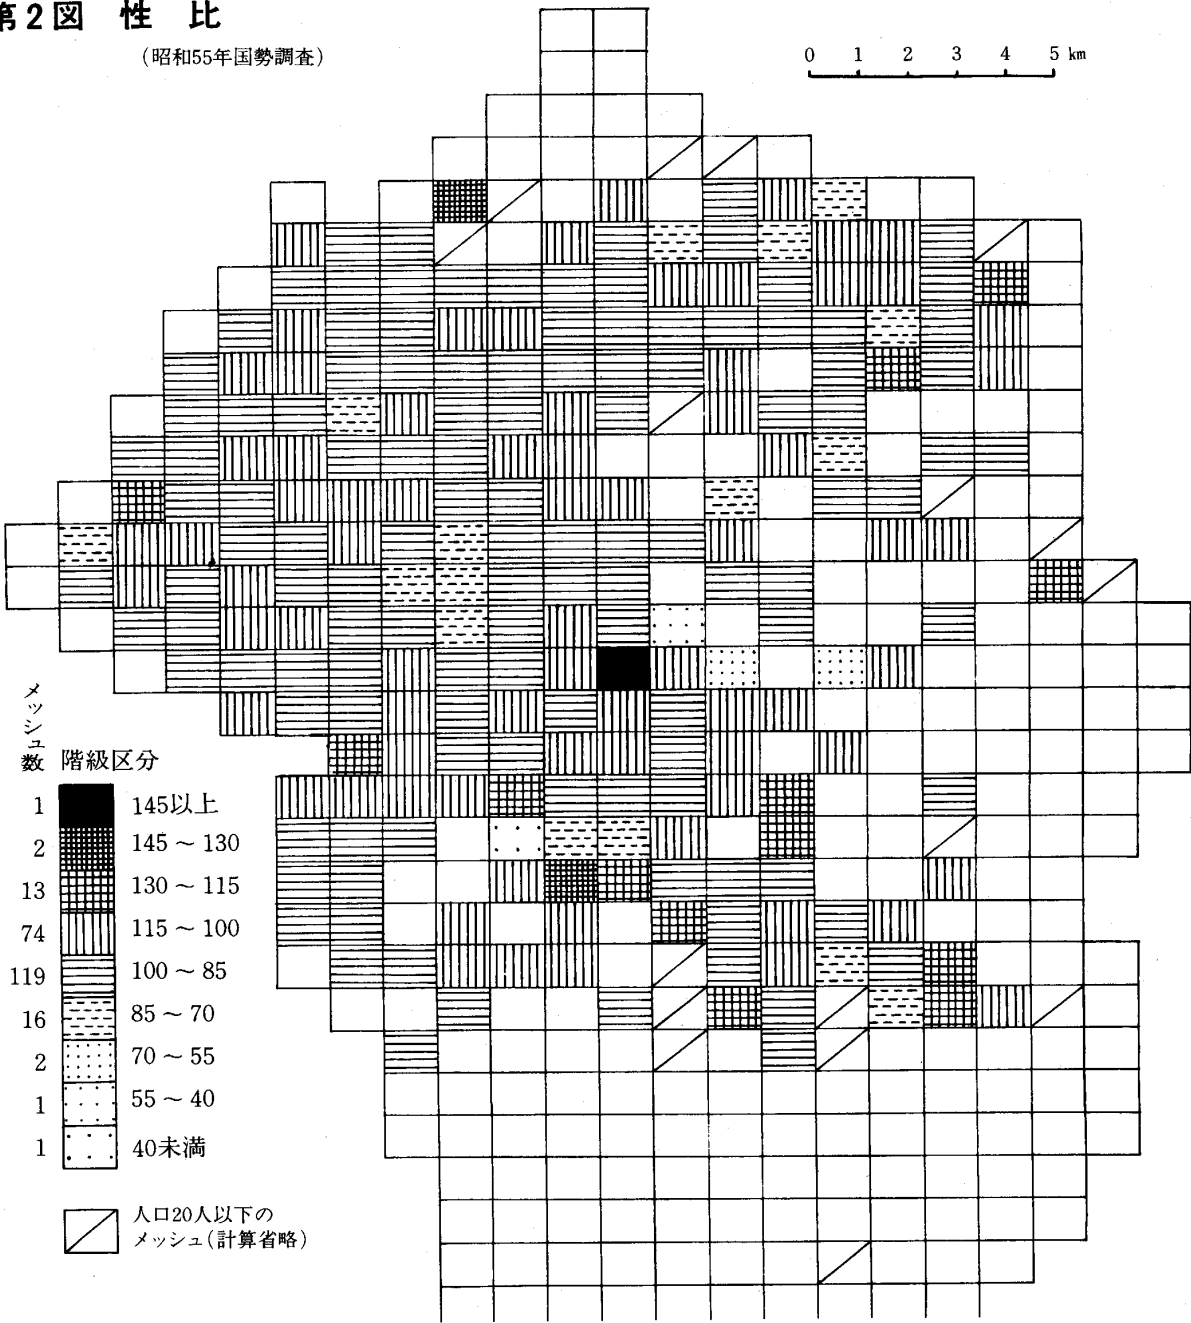 第2図 性比
（昭和55年国勢調査）
0 1 2 3 4 5 km
メッシュ数 階級区分
1 145以上
2 145～130
13 130～115
74 115～100
119 100～85
16 85～70
2 70～55
1 55～40
1 40未満
人口20人以下の
メッシュ(計算省略)